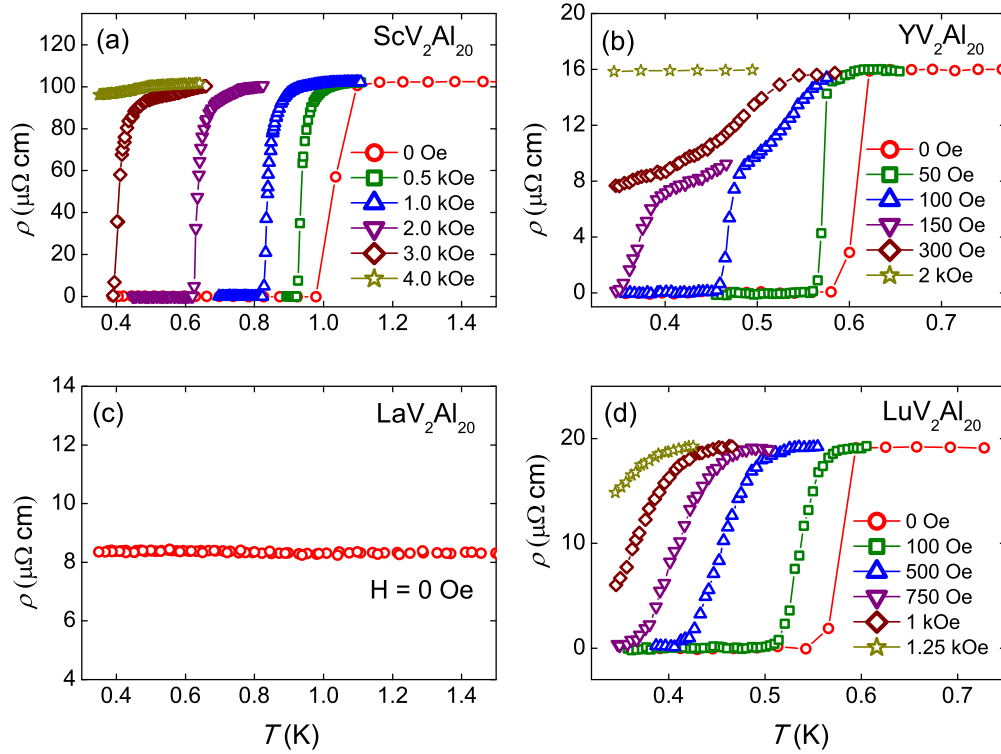 (a) ScV₂Al₂₀
120
100
80
60
40
20
0
ρ (μΩ cm)
0 Oe
0.5 kOe
1.0 kOe
2.0 kOe
3.0 kOe
4.0 kOe
0.4 0.6 0.8 1.0 1.2 1.4
(b) YV₂Al₂₀
20
16
12
8
4
0
ρ (μΩ cm)
0 Oe
50 Oe
100 Oe
150 Oe
300 Oe
2 kOe
0.4 0.5 0.6 0.7
(c) LaV₂Al₂₀
14
12
10
8
6
4
ρ (μΩ cm)
H = 0 Oe
0.4 0.6 0.8 1.0 1.2 1.4
T (K)
(d) LuV₂Al₂₀
20
10
0
ρ (μΩ cm)
0 Oe
100 Oe
500 Oe
750 Oe
1 kOe
1.25 kOe
0.4 0.5 0.6 0.7
T (K)